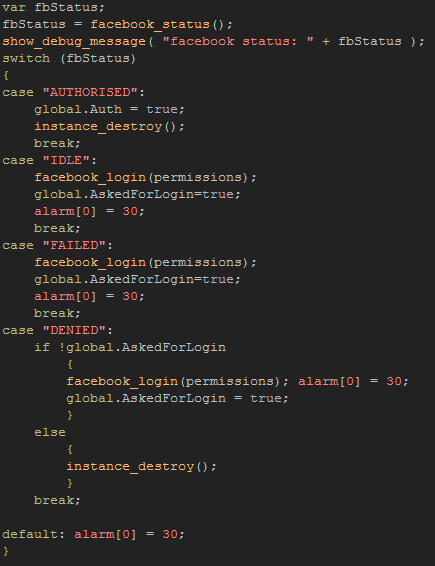 var fbStatus;
fbStatus = facebook_status();
show_debug_message( "facebook status: " + fbStatus );
switch (fbStatus)
{
case "AUTHORISED":
    global.Auth = true;
    instance_destroy();
    break;
case "IDLE":
    facebook_login(permissions);
    global.AskedForLogin=true;
    alarm[0] = 30;
    break;
case "FAILED":
    facebook_login(permissions);
    global.AskedForLogin=true;
    alarm[0] = 30;
    break;
case "DENIED":
    if !global.AskedForLogin
        {
        facebook_login(permissions); alarm[0] = 30;
        global.AskedForLogin = true;
        }
    else
        {
        instance_destroy();
        }
    break;

default: alarm[0] = 30;
}